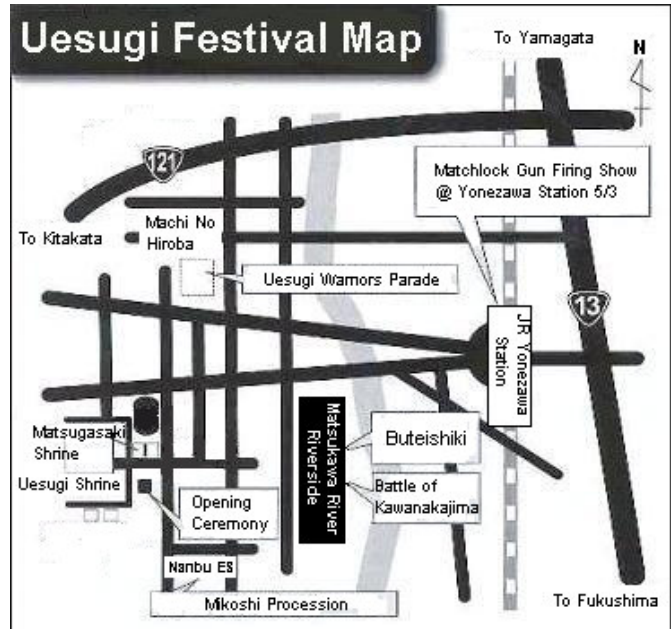 Uesugi Festival Map
To Yamagata
N
121
Matchlock Gun Firing Show
@ Yonezawa Station 5/3
Machi No
Hiroba
To Kitakata
Uesugi Warriors Parade
13
JR Yonezawa
Station
Matsugasaki
Shrine
Matsukawa River
Riverside
Buteishiki
Uesugi Shrine
Opening
Ceremony
Battle of
Kawanakajima
Nanbu ES
Mikoshi Procession
To Fukushima